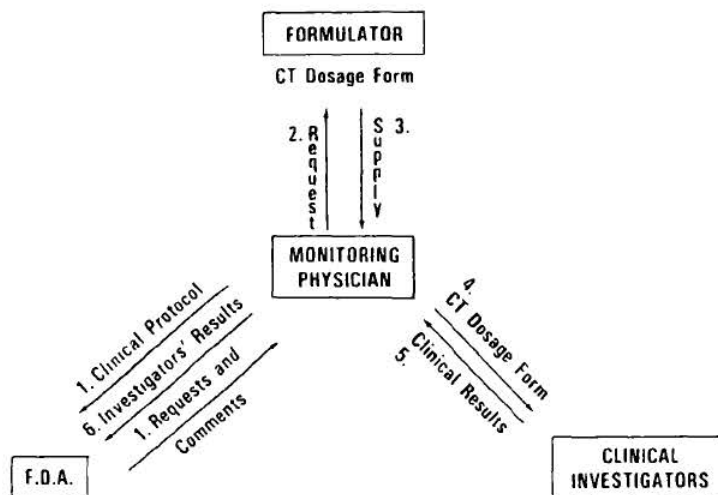 FORMULATOR
CT Dosage Form
2. Request
Supply 3.
MONITORING
PHYSICIAN
1. Clinical Protocol
6. Investigators' Results
1. Requests and
Comments
4.
CT Dosage Form
Clinical Results
5.
F.D.A.
CLINICAL
INVESTIGATORS